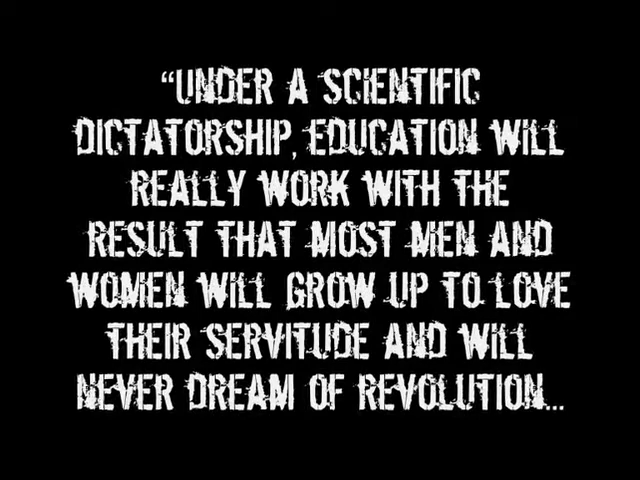 “UNDER A SCIENTIFIC
DICTATORSHIP, EDUCATION WILL
REALLY WORK WITH THE
RESULT THAT MOST MEN AND
WOMEN WILL GROW UP TO LOVE
THEIR SERVITUDE AND WILL
NEVER DREAM OF REVOLUTION...